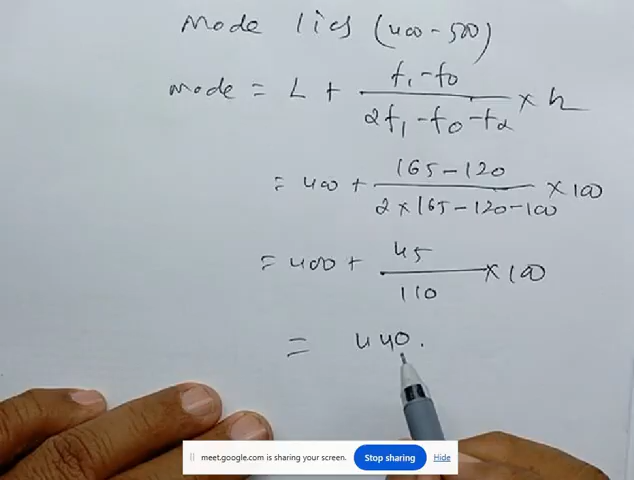 Mode lies (400-500)
mode = L + f₁-f₀ / 2f₁-f₀-f₂ × h
= 400 + 165-120 / 2×165-120-100 × 100
= 400 + 45 / 110 × 100
= 440.
meet.google.com is sharing your screen. Stop sharing Hide